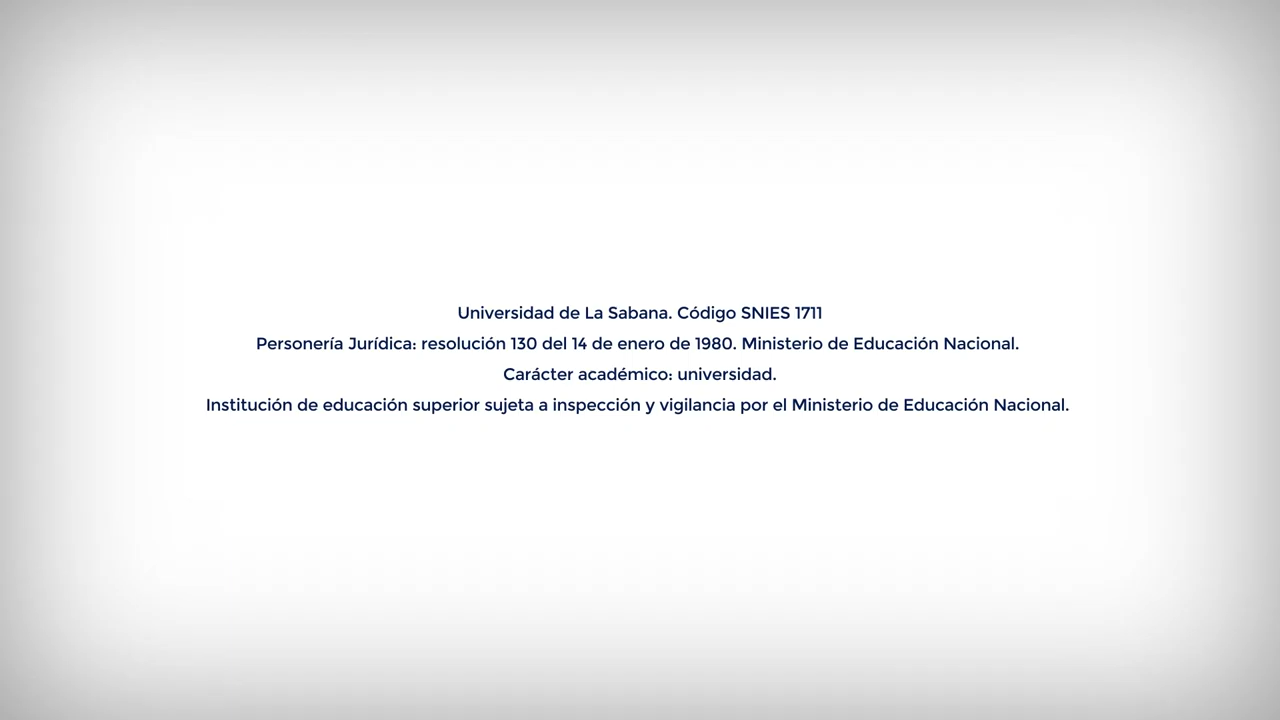 Universidad de La Sabana. Código SNIES 1711
Personería Jurídica: resolución 130 del 14 de enero de 1980. Ministerio de Educación Nacional.
Carácter académico: universidad.
Institución de educación superior sujeta a inspección y vigilancia por el Ministerio de Educación Nacional.